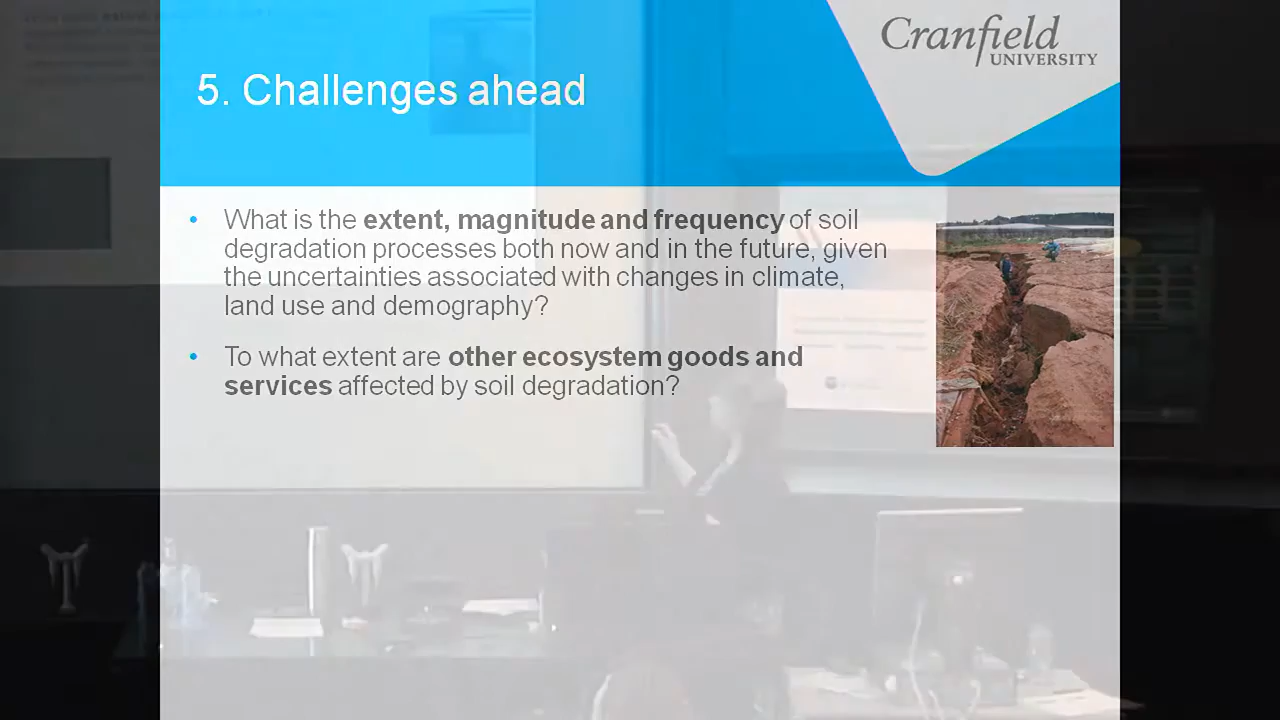 Cranfield
UNIVERSITY
5. Challenges ahead
• What is the extent, magnitude and frequency of soil
degradation processes both now and in the future, given
the uncertainties associated with changes in climate,
land use and demography?
• To what extent are other ecosystem goods and
services affected by soil degradation?